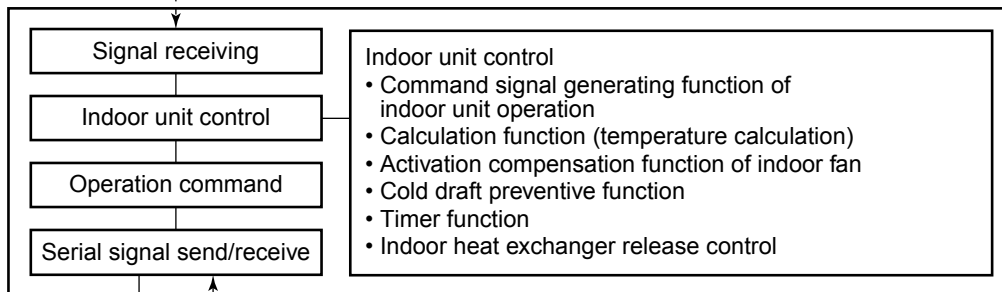 Signal receiving
Indoor unit control
Operation command
Serial signal send/receive
Indoor unit control
• Command signal generating function of
indoor unit operation
• Calculation function (temperature calculation)
• Activation compensation function of indoor fan
• Cold draft preventive function
• Timer function
• Indoor heat exchanger release control